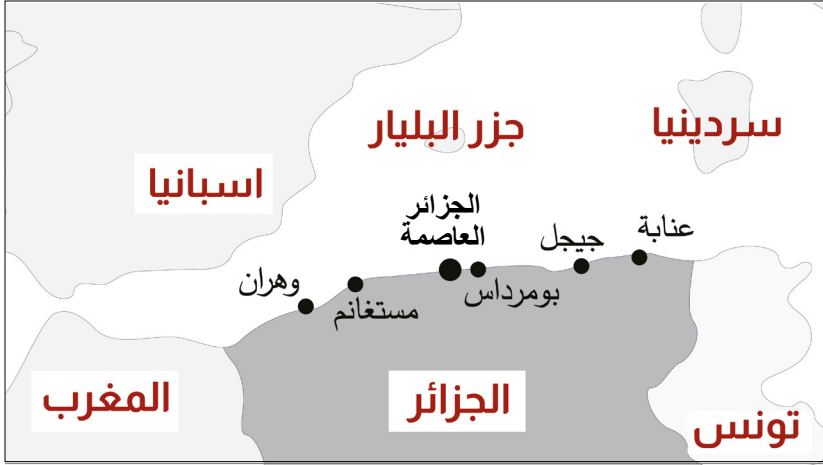 سردينيا
جزر البليار
اسبانيا
الجزائر
العاصمة
عنابة
جيجل
بومرداس
مستغانم
وهران
المغرب
الجزائر
تونس